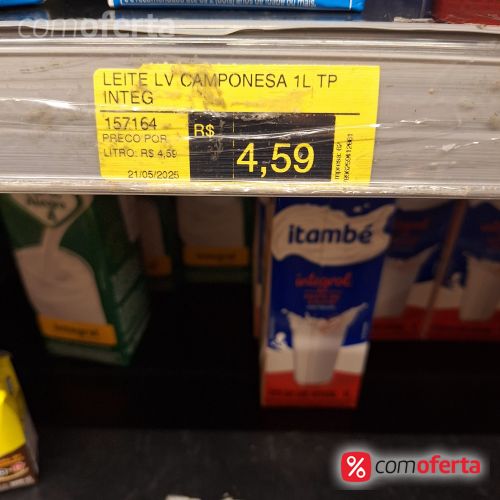 comoferta
LEITE LV CAMPONESA 1L TP
INTEG
157164
PRECO POR
LITRO: R$ 4,59
21/05/2025
R$
4,59
itambé
integral
Integral
comoferta